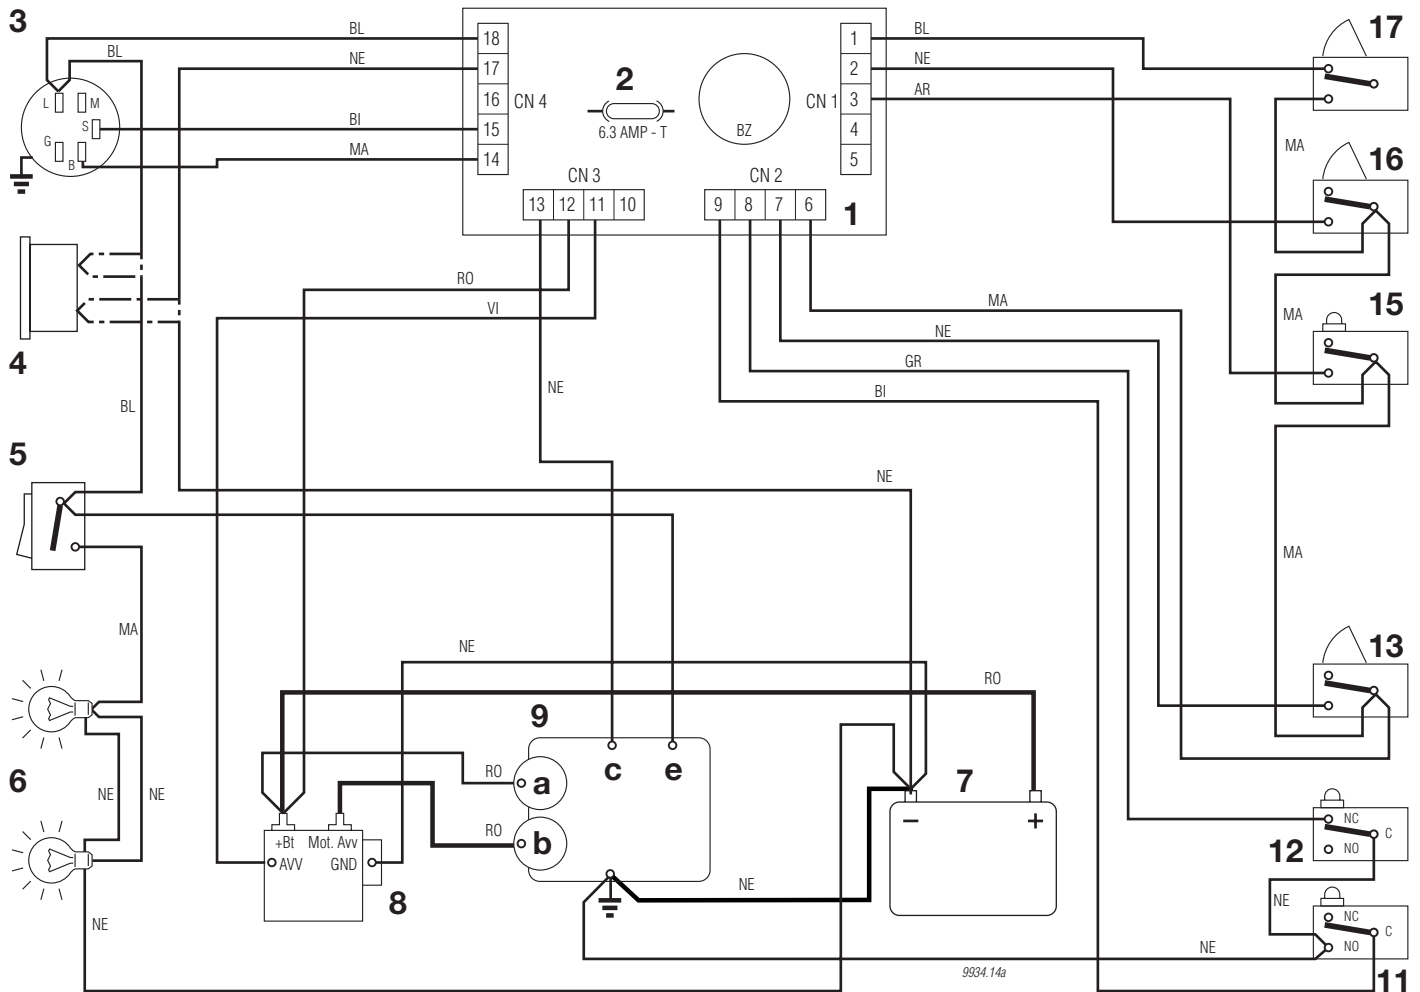 3
BL
BL
NE
BI
MA
L
M
S
G
B
18
17
16
15
14
CN 4
2
6.3 AMP - T
BZ
CN 1
1
2
3
4
5
CN 3
13
12
11
10
CN 2
9
8
7
6
1
BL
NE
AR
17
MA
16
MA
15
4
RO
VI
NE
MA
NE
GR
BI
BL
5
NE
MA
MA
13
NE
RO
6
NE
NE
9
RO
a
c
e
RO
b
7
–
+
+Bt
Mot. Avv
AVV
GND
8
NE
NE
12
NC
C
NO
NE
NC
C
NO
NE
11
9934.14a